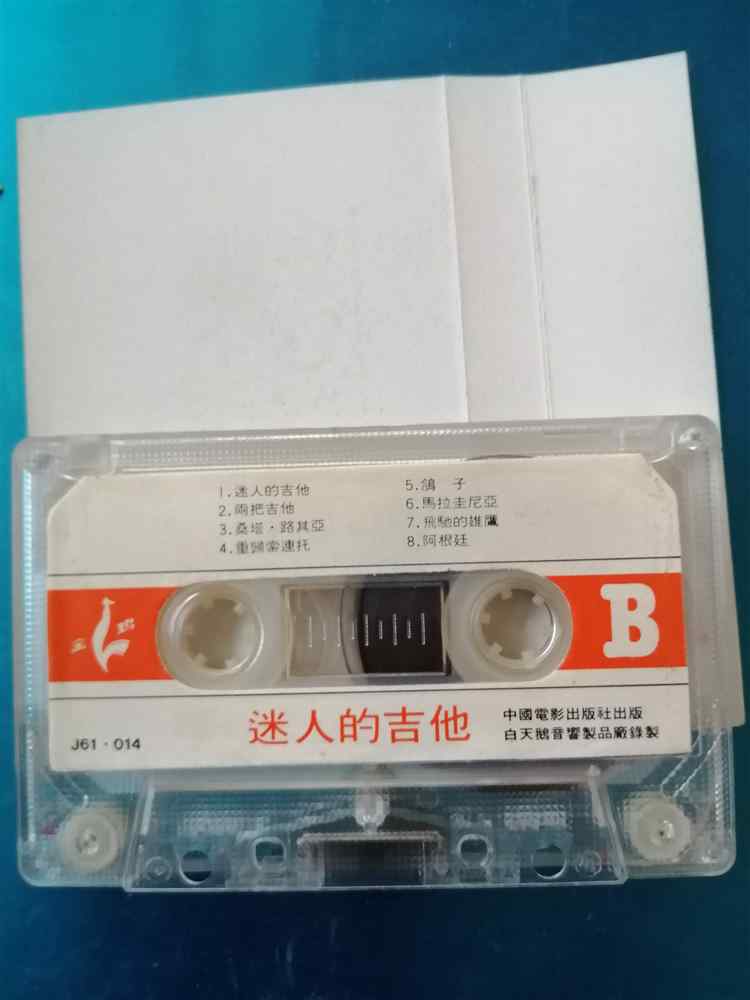 1.迷人的吉他
2.兩把吉他
3.桑塔·路其亞
4.重歸索連托
5.鴿 子
6.馬拉圭尼亞
7.飛馳的雄鷹
8.阿根廷
B
J61·014
迷人的吉他
中國電影出版社出版
白天鵝音響製品廠錄製